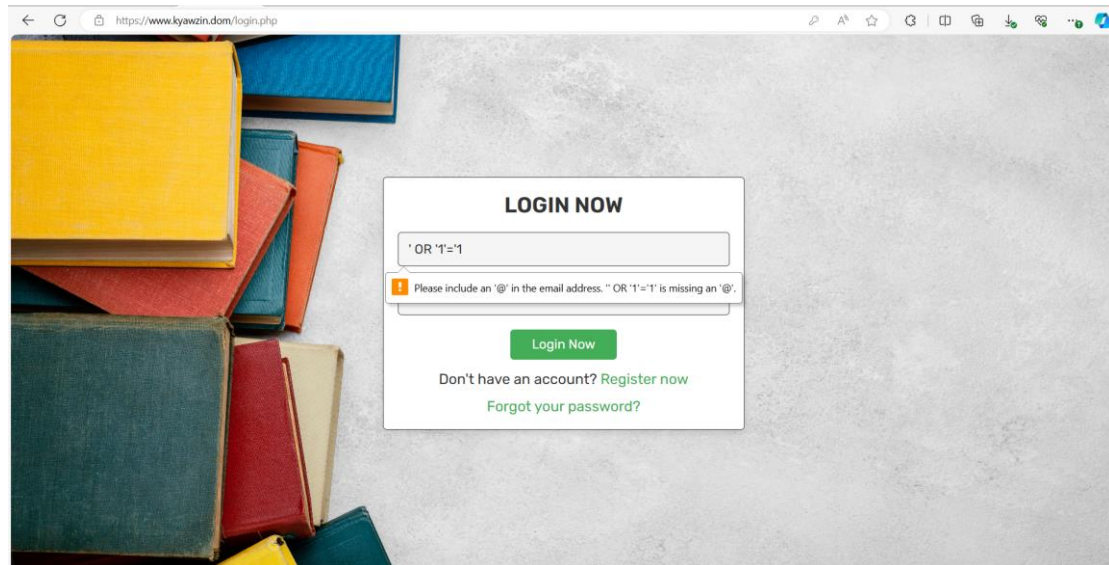 https://www.kyawzin.dom/login.php
LOGIN NOW
' OR '1'='1
Please include an '@' in the email address. '' OR '1'='1' is missing an '@'.
Login Now
Don't have an account? Register now
Forgot your password?